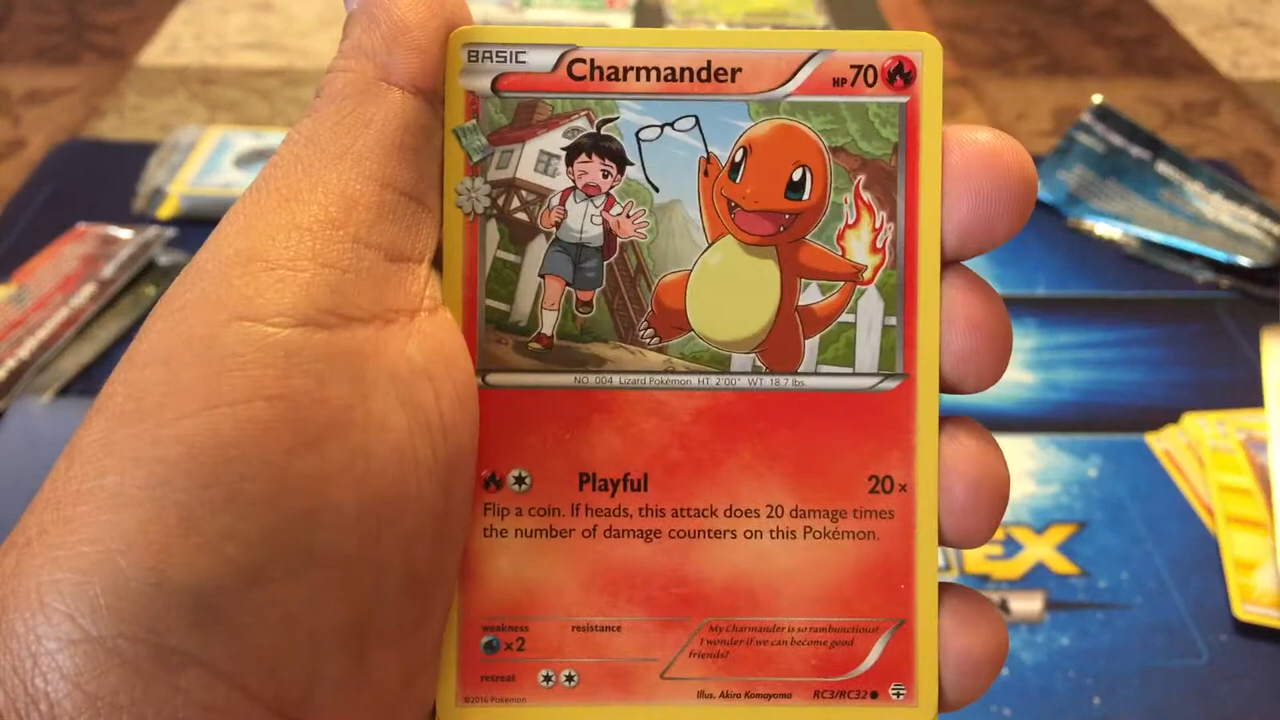 BASIC
Charmander
HP 70
NO. 004 Lizard Pokémon HT: 2'00" WT: 18.7 lbs.
Playful 20×
Flip a coin. If heads, this attack does 20 damage times
the number of damage counters on this Pokémon.
weakness resistance
×2
retreat
My Charmander is so rambunctious!
I wonder if we can become good
friends?
©2016 Pokémon
Illus. Akira Komayama RC3/RC32
EX